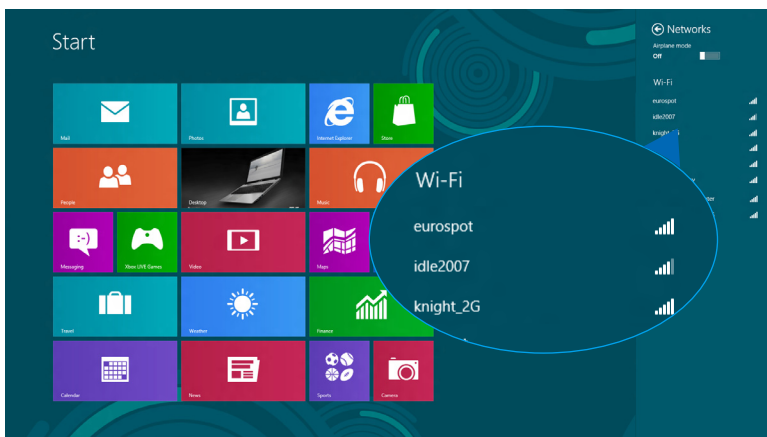 Start
Mail
Photos
Internet Explorer
Store
People
Desktop
Music
Messaging
Xbox LIVE Games
Video
Maps
Travel
Weather
Finance
Calendar
News
Sports
Camera
Networks
Airplane mode
Off
Wi-Fi
eurospot
idle2007
Wi-Fi
eurospot
idle2007
knight_2G